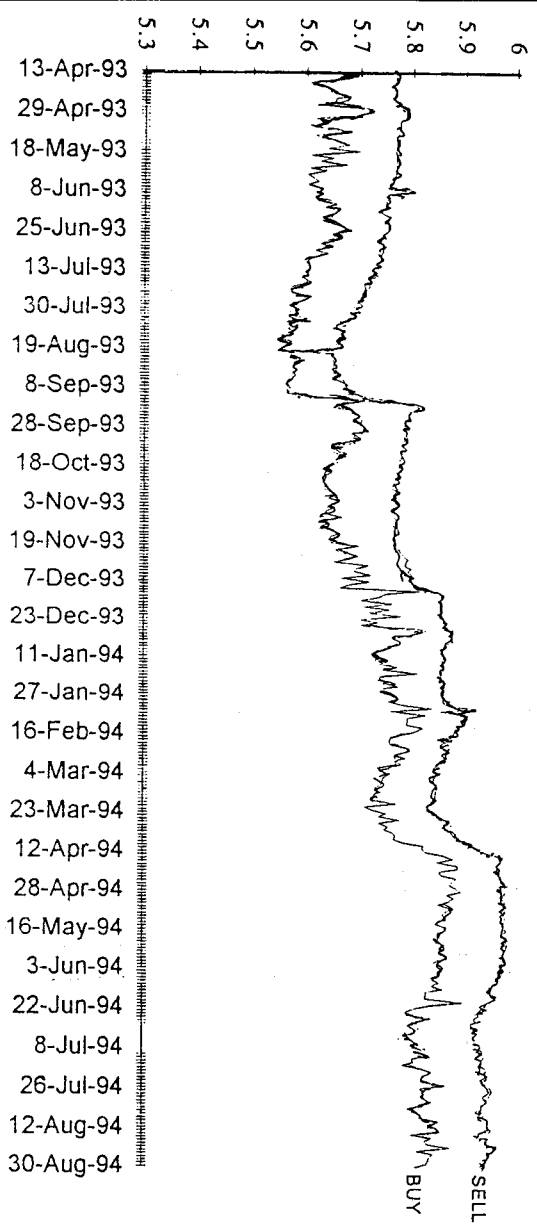 5.3
5.4
5.5
5.6
5.7
5.8
5.9
6
13-Apr-93
29-Apr-93
18-May-93
8-Jun-93
25-Jun-93
13-Jul-93
30-Jul-93
19-Aug-93
8-Sep-93
28-Sep-93
18-Oct-93
3-Nov-93
19-Nov-93
7-Dec-93
23-Dec-93
11-Jan-94
27-Jan-94
16-Feb-94
4-Mar-94
23-Mar-94
12-Apr-94
28-Apr-94
16-May-94
3-Jun-94
22-Jun-94
8-Jul-94
26-Jul-94
12-Aug-94
30-Aug-94
BUY
SELL